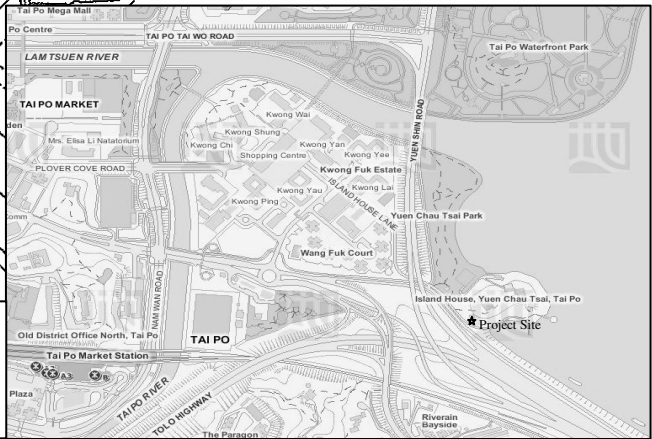 Tai Po Mega Mall
Po Centre
TAI PO TAI WO ROAD
LAM TSUEN RIVER
Tai Po Waterfront Park
TAI PO MARKET
den
Kwong Wai
YUEN SHIN ROAD
Kwong Shung
Mrs. Elisa Li Natatorium
Kwong Chi
Kwong Yan
Shopping Centre
Kwong Yee
PLOVER COVE ROAD
Kwong Fuk Estate
Kwong Yau
Kwong Lai
ISLAND HOUSE LANE
Kwong Ping
omm
Yuen Chau Tsai Park
Wang Fuk Court
NAM WAN ROAD
Island House, Yuen Chau Tsai, Tai Po
Project Site
Old District Office North, Tai Po
TAI PO
Tai Po Market Station
A3
Plaza
TAI PO RIVER
TOLO HIGHWAY
The Paragon
Riverain
Bayside